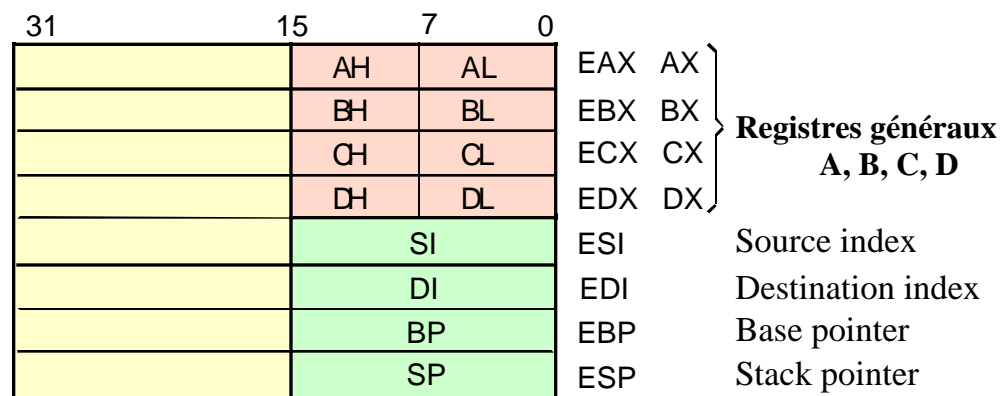 31 15 7 0
AH AL EAX AX
BH BL EBX BX
CH CL ECX CX
DH DL EDX DX
Registres généraux
A, B, C, D
SI ESI Source index
DI EDI Destination index
BP EBP Base pointer
SP ESP Stack pointer